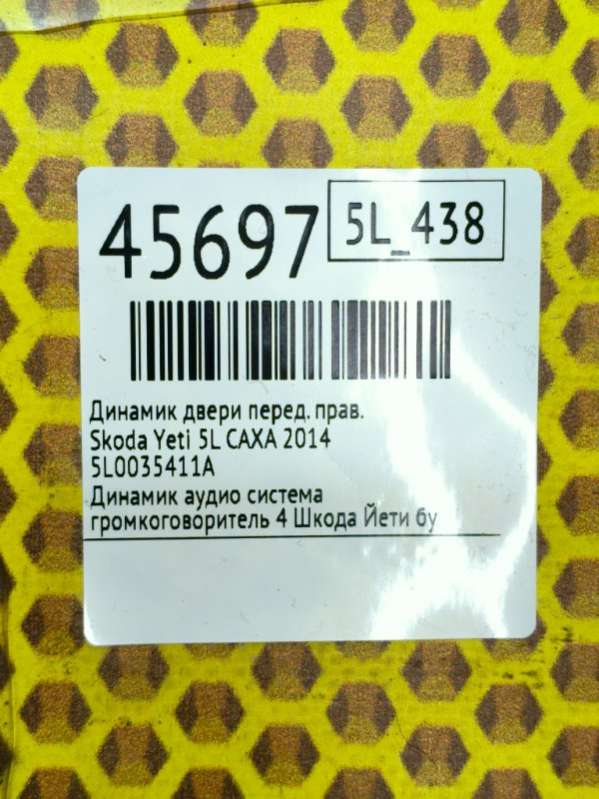 45697
5L_438
Динамик двери перед. прав.
Skoda Yeti 5L CAXA 2014
5L0035411A
Динамик аудио система
громкоговоритель 4 Шкода Йети бу